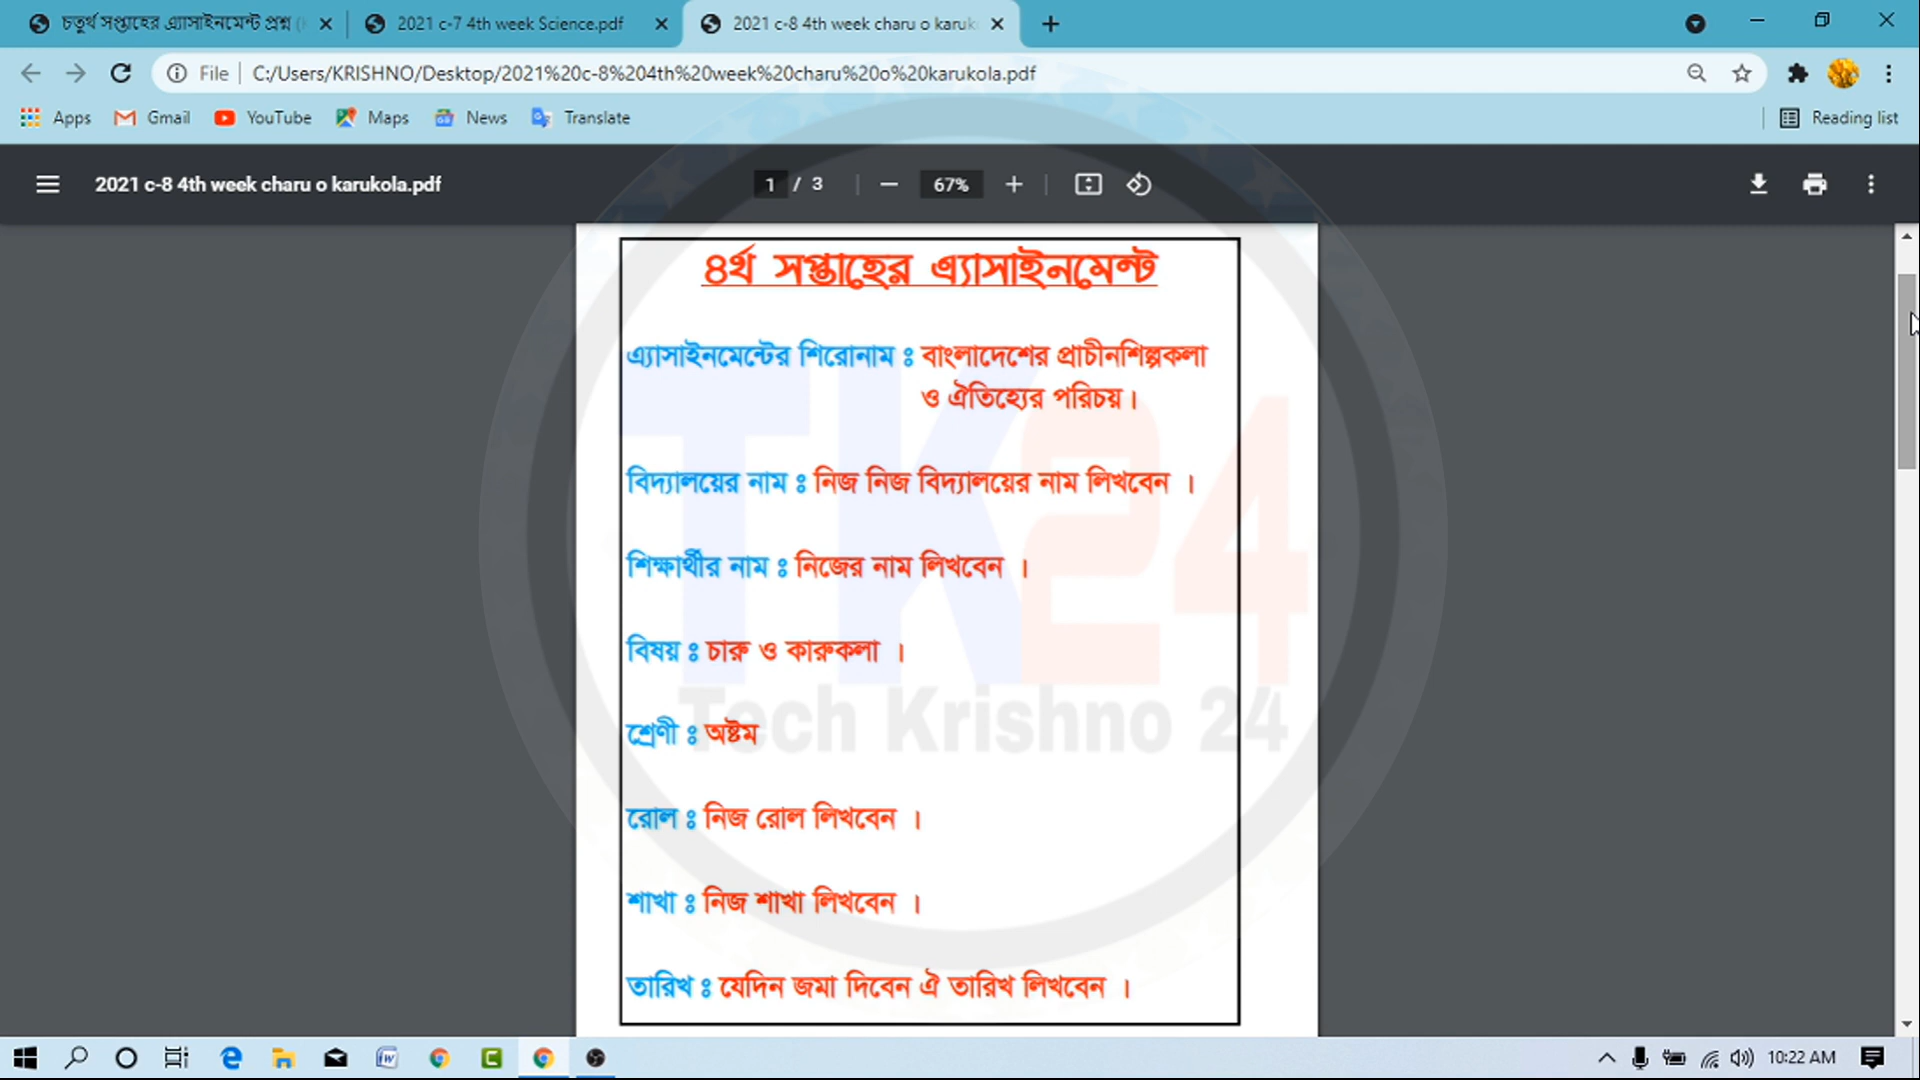 চতুর্থ সপ্তাহের এ্যাসাইনমেন্ট প্রশ্ন (
2021 c-7 4th week Science.pdf
2021 c-8 4th week charu o karuk
File
C:/Users/KRISHNO/Desktop/2021%20c-8%204th%20week%20charu%20o%20karukola.pdf
Apps
Gmail
YouTube
Maps
News
Translate
Reading list
2021 c-8 4th week charu o karukola.pdf
1 / 3
67%
৪র্থ সপ্তাহের এ্যাসাইনমেন্ট
এ্যাসাইনমেন্টের শিরোনাম ঃ বাংলাদেশের প্রাচীনশিল্পকলা
ও ঐতিহ্যের পরিচয়।
বিদ্যালয়ের নাম ঃ নিজ নিজ বিদ্যালয়ের নাম লিখবেন ।
শিক্ষার্থীর নাম ঃ নিজের নাম লিখবেন ।
বিষয় ঃ চারু ও কারুকলা ।
শ্রেণী ঃ অষ্টম
রোল ঃ নিজ রোল লিখবেন ।
শাখা ঃ নিজ শাখা লিখবেন ।
তারিখ ঃ যেদিন জমা দিবেন ঐ তারিখ লিখবেন ।
TK24
Tech Krishno 24
10:22 AM